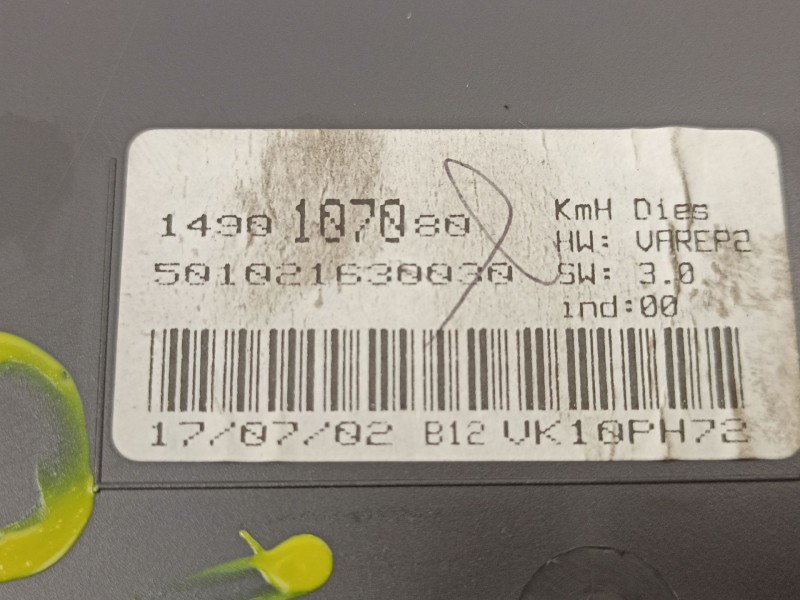 1490 1070 80
501021630030
KmH Dies
HW: VAREP2
SW: 3.0
ind:00
17/07/02 B12 VK10PH72